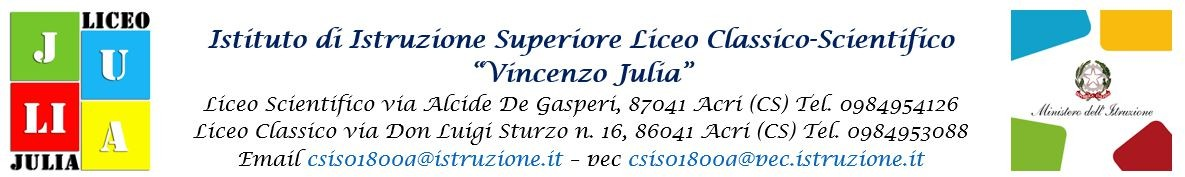 LICEO
J
U
LI
A
JULIA
Istituto di Istruzione Superiore Liceo Classico-Scientifico
“Vincenzo Julia”
Liceo Scientifico via Alcide De Gasperi, 87041 Acri (CS) Tel. 0984954126
Liceo Classico via Don Luigi Sturzo n. 16, 86041 Acri (CS) Tel. 0984953088
Email csis01800a@istruzione.it – pec csis01800a@pec.istruzione.it
Ministero dell'Istruzione